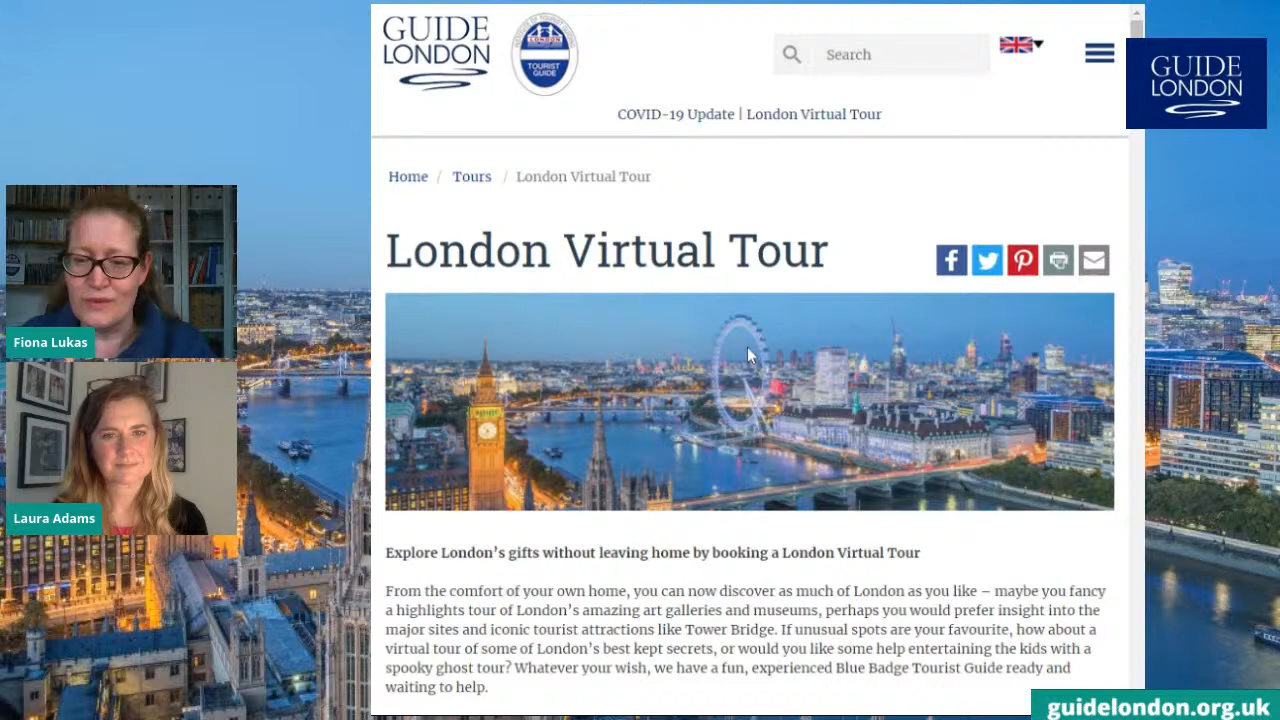 GUIDE
LONDON
LONDON
TOURIST
GUIDE
Search
COVID-19 Update | London Virtual Tour
GUIDE
LONDON
Home / Tours / London Virtual Tour
London Virtual Tour
Fiona Lukas
Laura Adams
Explore London’s gifts without leaving home by booking a London Virtual Tour
From the comfort of your own home, you can now discover as much of London as you like – maybe you fancy
a highlights tour of London’s amazing art galleries and museums, perhaps you would prefer insight into the
major sites and iconic tourist attractions like Tower Bridge. If unusual spots are your favourite, how about a
virtual tour of some of London’s best kept secrets, or would you like some help entertaining the kids with a
spooky ghost tour? Whatever your wish, we have a fun, experienced Blue Badge Tourist Guide ready and
waiting to help.
guidelondon.org.uk